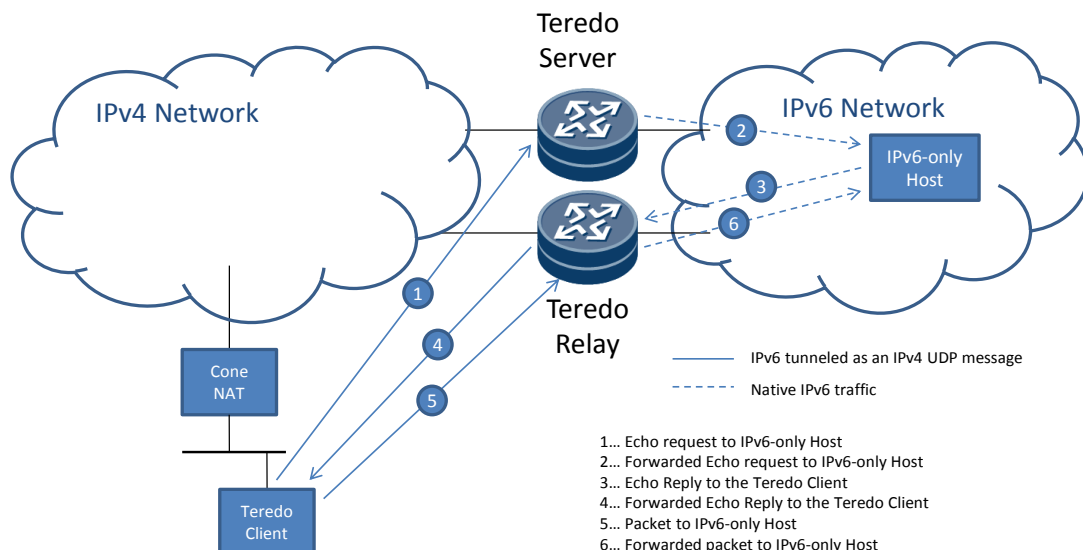 Teredo
Server
IPv4 Network
IPv6 Network
2
IPv6-only
Host
3
6
1
Teredo
Relay
4
IPv6 tunneled as an IPv4 UDP message
Cone
NAT
Native IPv6 traffic
5
1... Echo request to IPv6-only Host
2... Forwarded Echo request to IPv6-only Host
3... Echo Reply to the Teredo Client
4... Forwarded Echo Reply to the Teredo Client
5... Packet to IPv6-only Host
6... Forwarded packet to IPv6-only Host
Teredo
Client